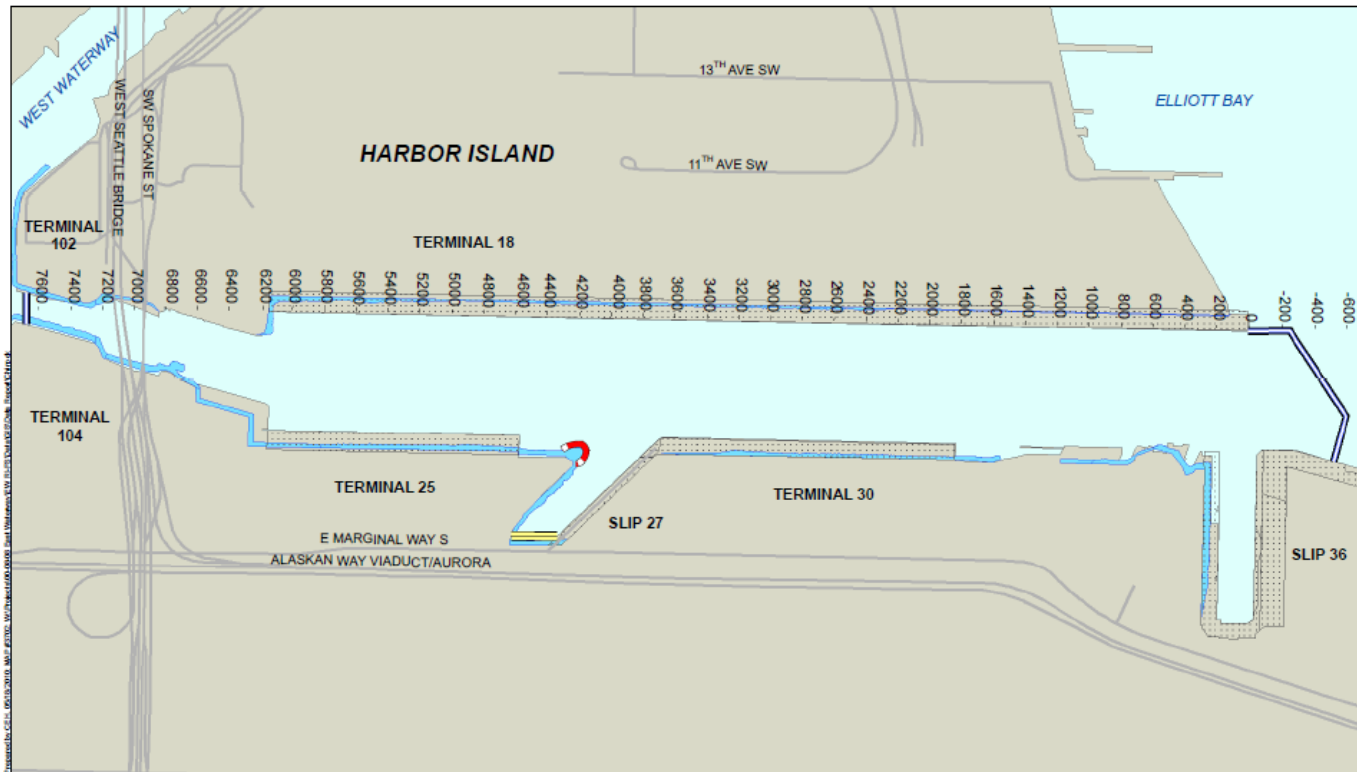 WEST WATERWAY
WEST SEATTLE BRIDGE
SW SPOKANE ST
13TH AVE SW
ELLIOTT BAY
HARBOR ISLAND
11TH AVE SW
TERMINAL
102
TERMINAL 18
7600
7400
7200
7000
6800
6600
6400
6200
6000
5800
5600
5400
5200
5000
4800
4600
4400
4200
4000
3800
3600
3400
3200
3000
2800
2600
2400
2200
2000
1800
1600
1400
1200
1000
800
600
400
200
0
-200
-400
-600
TERMINAL
104
TERMINAL 25
TERMINAL 30
SLIP 27
E MARGINAL WAY S
ALASKAN WAY VIADUCT/AURORA
SLIP 36